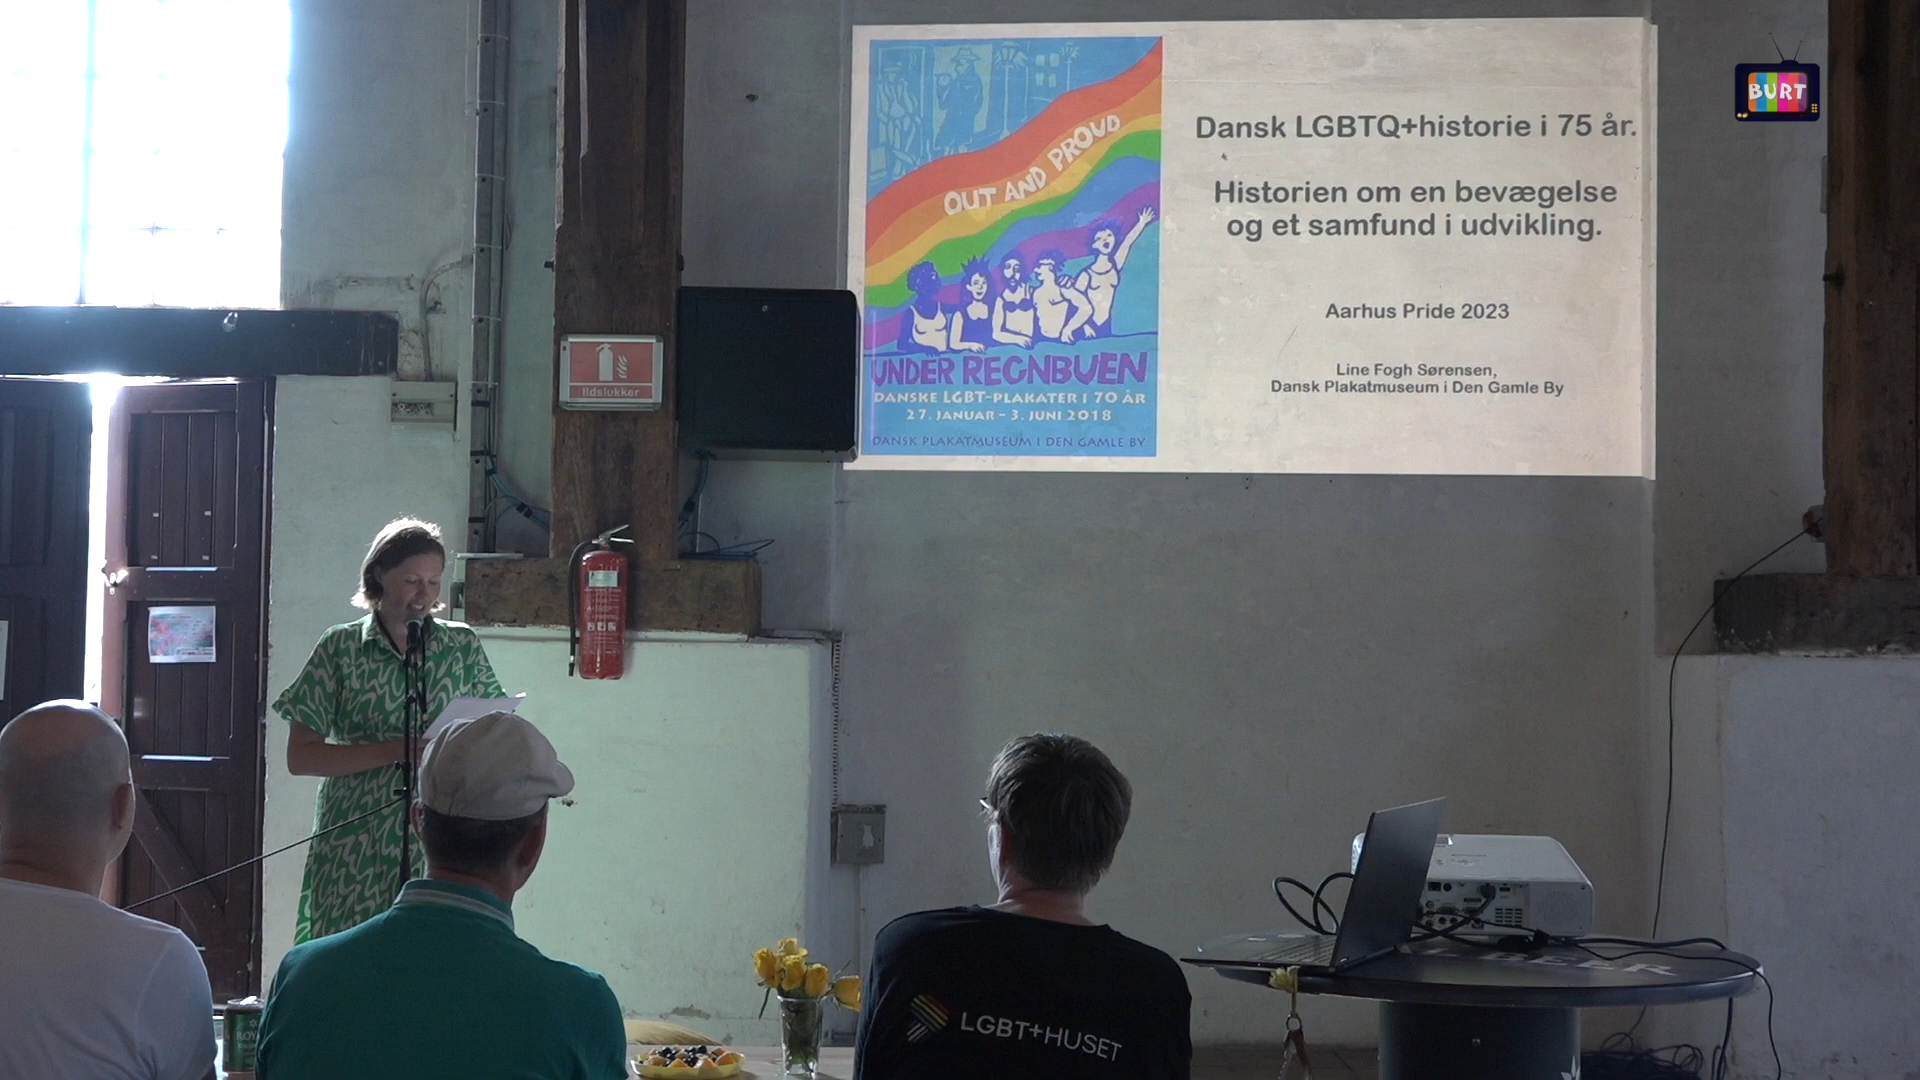 BURT
OUT AND PROUD
UNDER REGNBUEN
DANSKE LGBT-PLAKATER I 70 ÅR
27. JANUAR – 3. JUNI 2018
DANSK PLAKATMUSEUM I DEN GAMLE BY
Dansk LGBTQ+historie i 75 år.
Historien om en bevægelse
og et samfund i udvikling.
Aarhus Pride 2023
Line Fogh Sørensen,
Dansk Plakatmuseum i Den Gamle By
Ildslukker
LGBT+HUSET
BEER